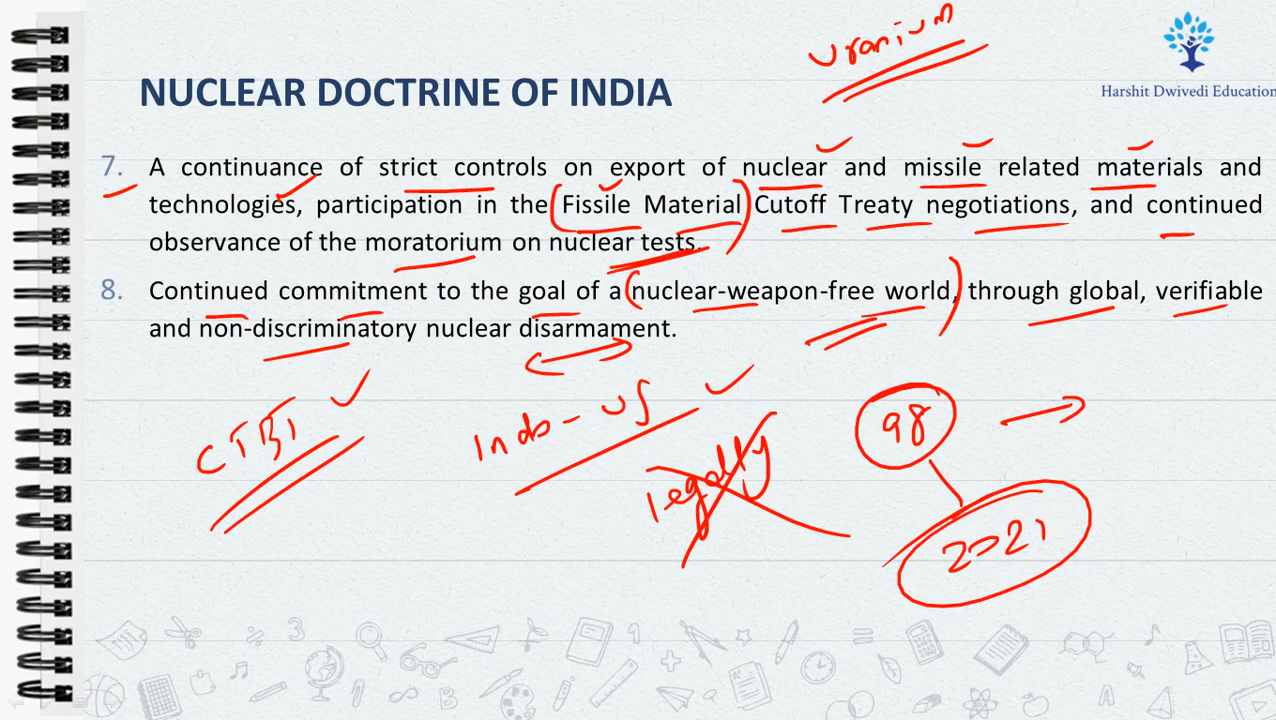 uranium
Harshit Dwivedi Education
NUCLEAR DOCTRINE OF INDIA
7. A continuance of strict controls on export of nuclear and missile related materials and
technologies, participation in the Fissile Material Cutoff Treaty negotiations, and continued
observance of the moratorium on nuclear tests.
8. Continued commitment to the goal of a nuclear-weapon-free world, through global, verifiable
and non-discriminatory nuclear disarmament.
CTBT
Indo-US
legally
98
2021